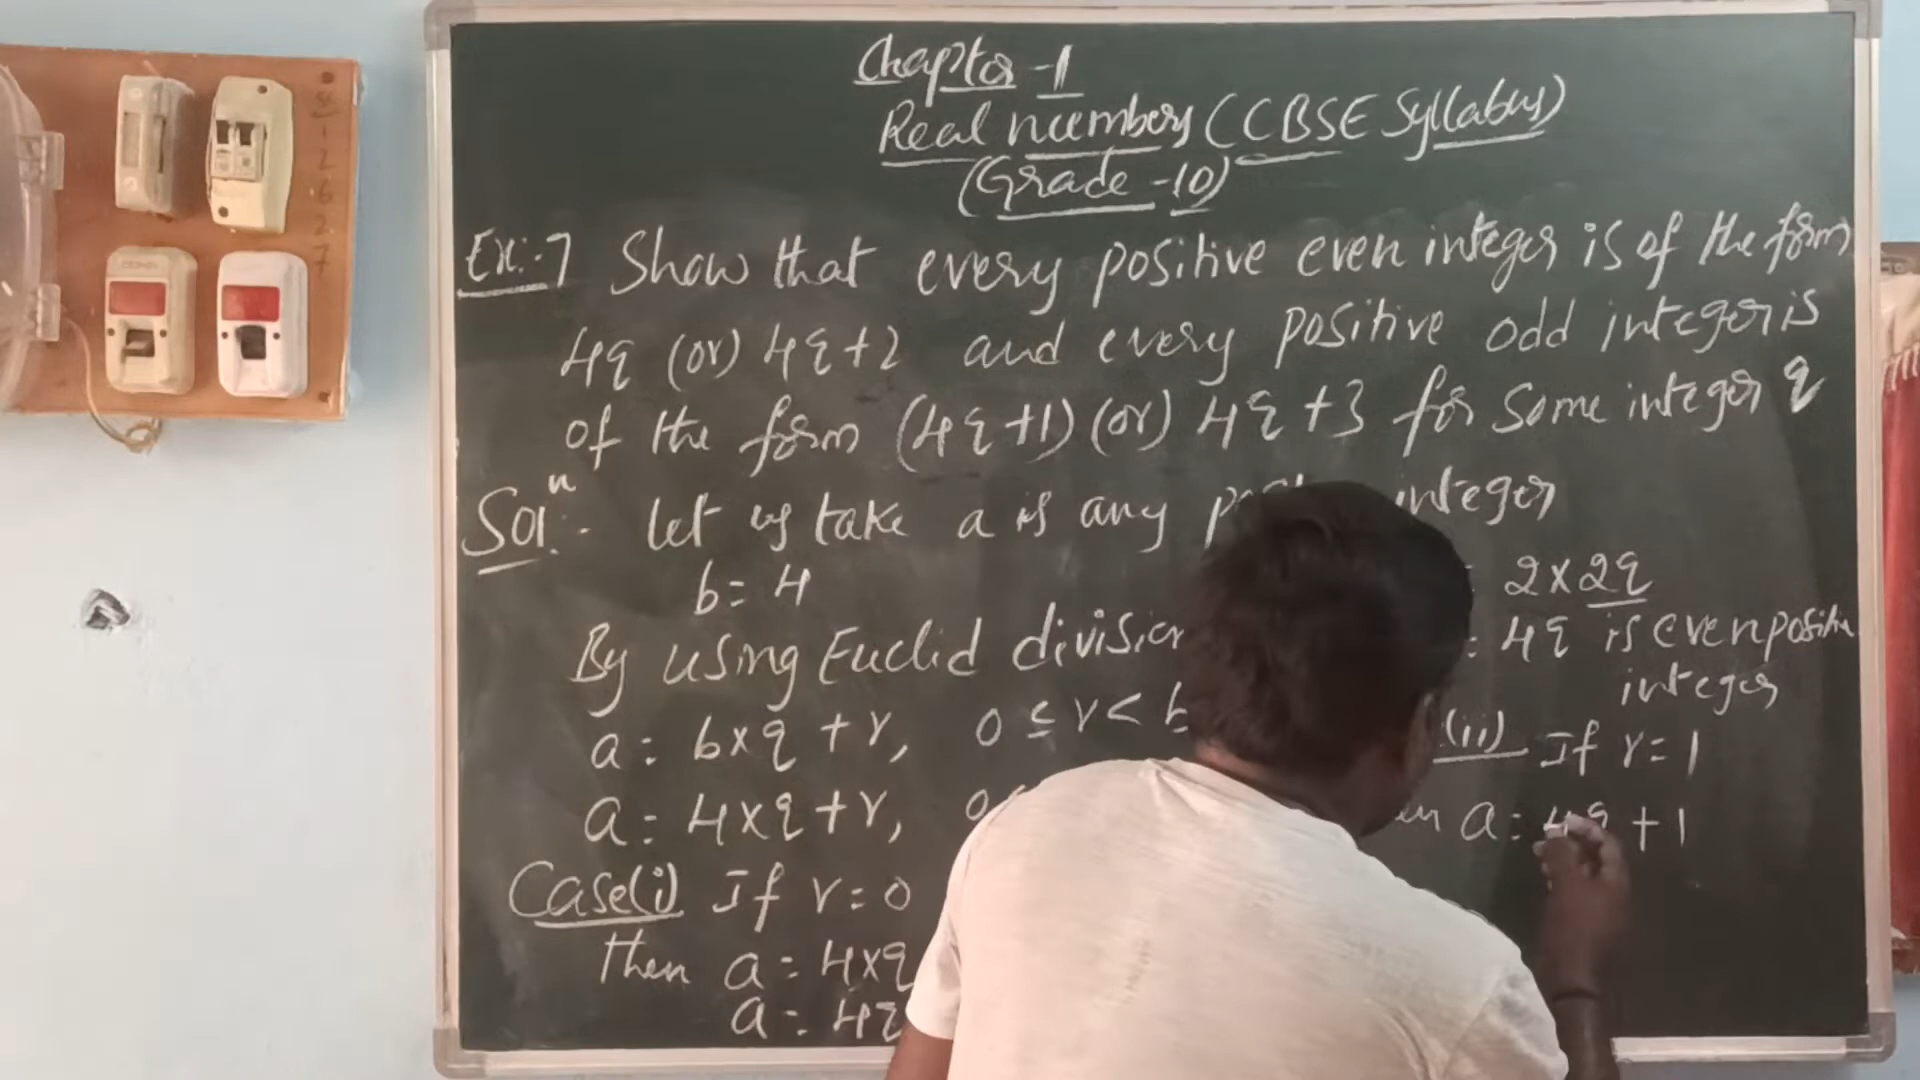 Chapter-1
Real numbers (CBSE Syllabus)
(Grade-10)
Ex:-7 Show that every positive even integer is of the form
4q (or) 4q+2 and every positive odd integer is
of the form (4q+1) (or) 4q+3 for some integer q
Soln:- let us take a is any integer
b=4
By using Euclid division
a= b×q+r, 0≤r<b
a= 4×q+r,
Case(i) If r=0
then a= 4×q
a= 4q
2×2q
= 4q is even positive
integer
(ii) If r=1
a= 4q+1